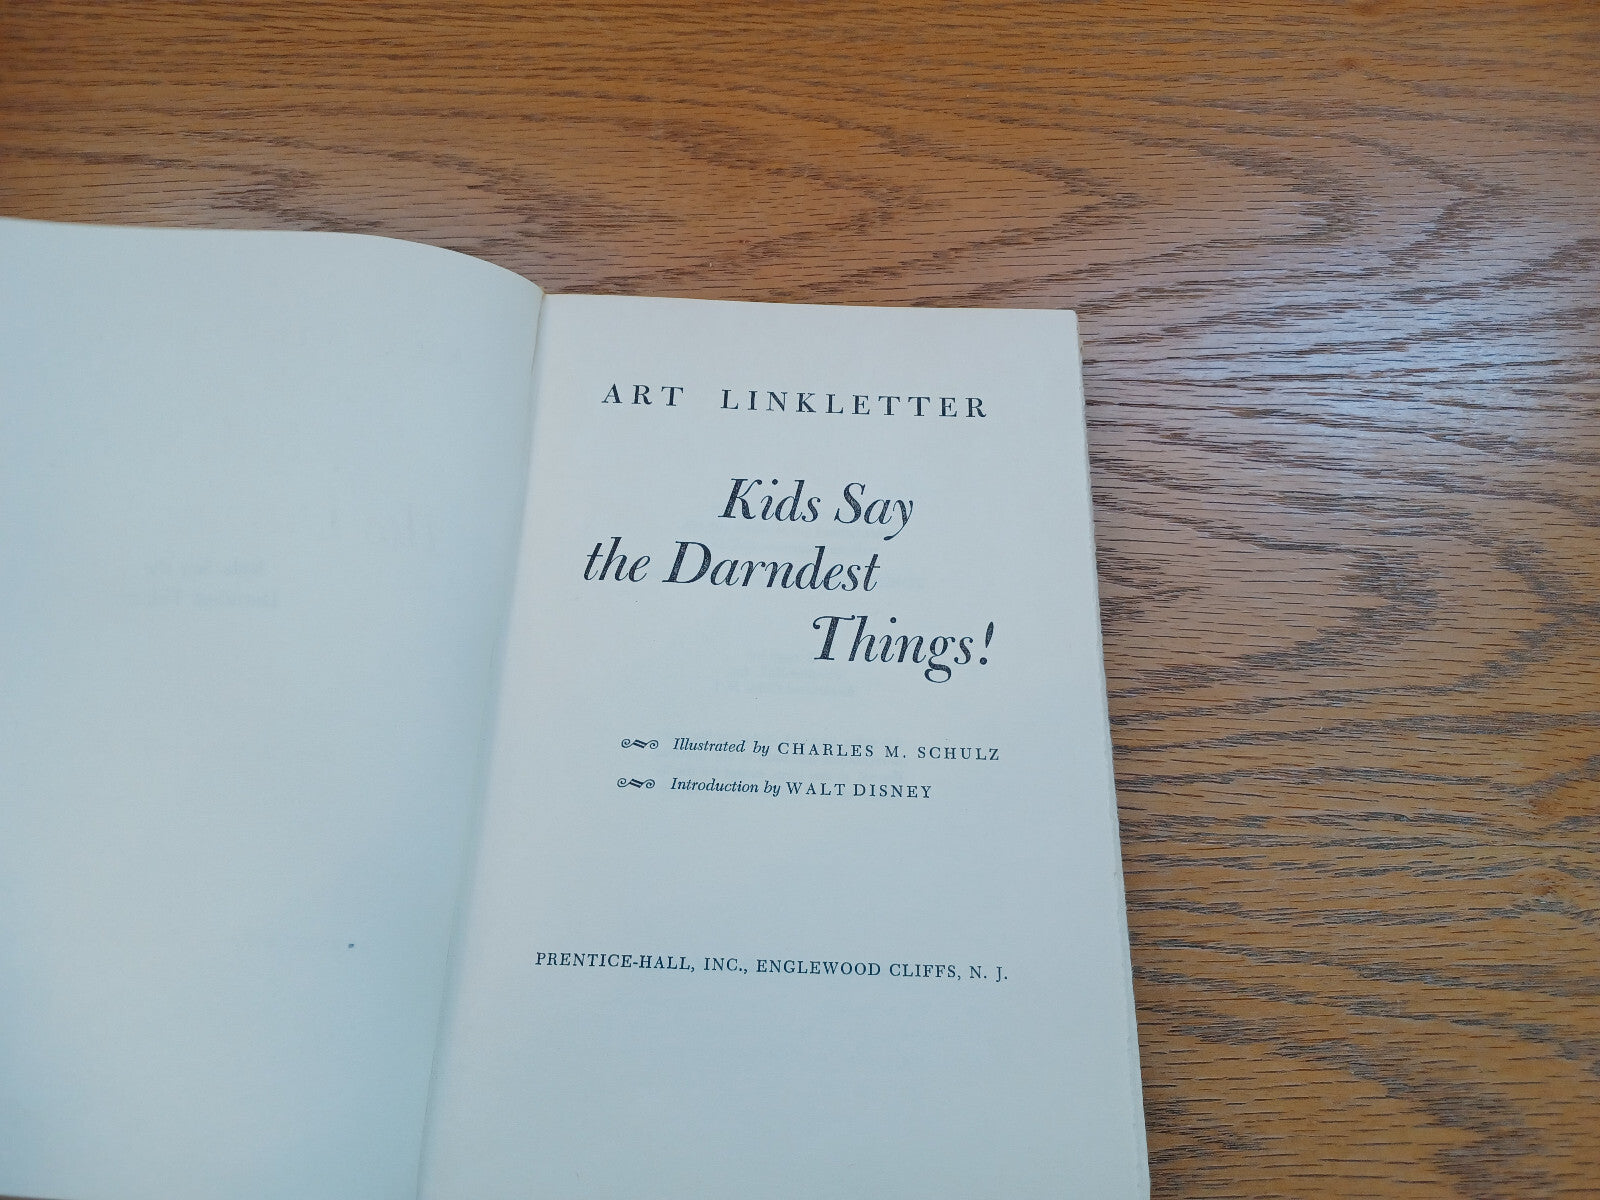 ART LINKLETTER
Kids Say
the Darndest
Things!
Illustrated by CHARLES M. SCHULZ
Introduction by WALT DISNEY
PRENTICE-HALL, INC., ENGLEWOOD CLIFFS, N. J.